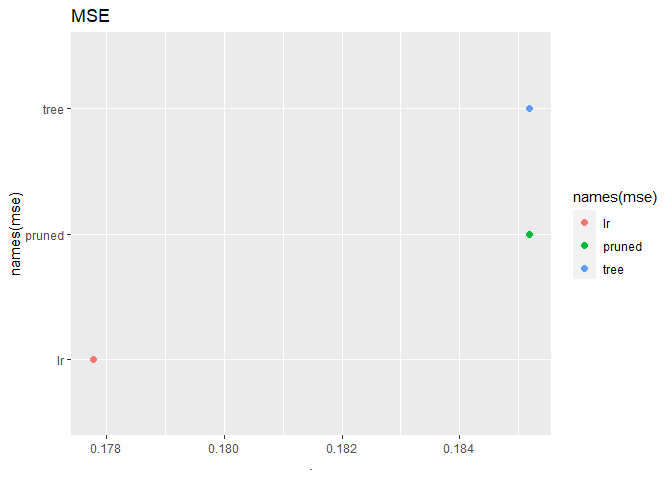 MSE
names(mse)
tree
pruned
lr
0.178
0.180
0.182
0.184
.
names(mse)
lr
pruned
tree